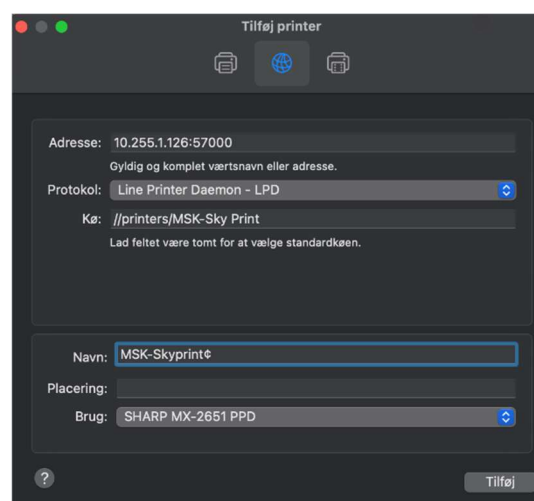 Tilføj printer
Adresse: 10.255.1.126:57000
Gyldig og komplet værtsnavn eller adresse.
Protokol: Line Printer Daemon - LPD
Kø: //printers/MSK-Sky Print
Lad feltet være tomt for at vælge standardkøen.
Navn: MSK-Skyprint¢
Placering:
Brug: SHARP MX-2651 PPD
?
Tilføj